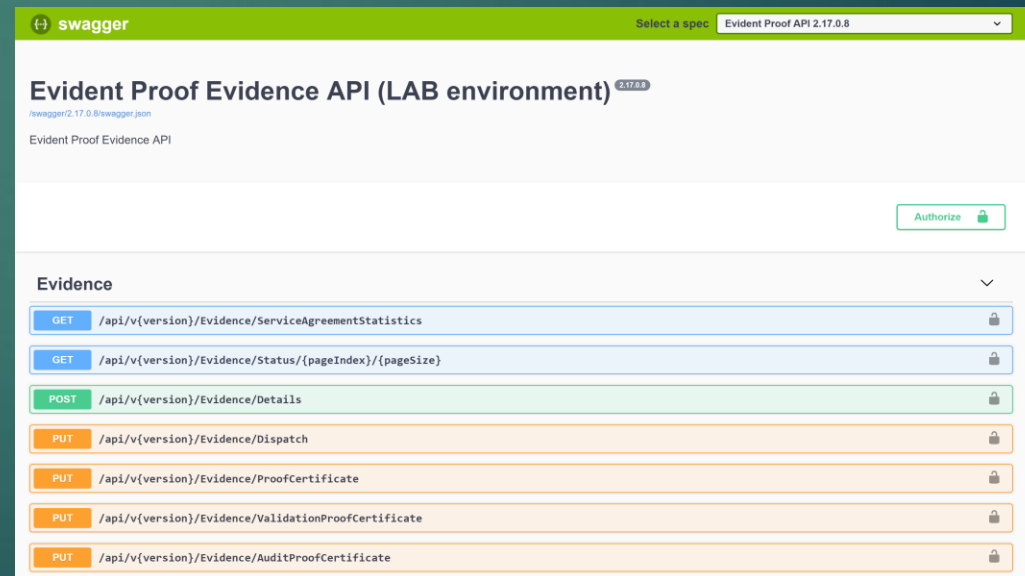 swagger
Select a spec Evident Proof API 2.17.0.8
Evident Proof Evidence API (LAB environment) 2.17.0.8
/swagger/2.17.0.8/swagger.json
Evident Proof Evidence API
Authorize
Evidence
GET /api/v{version}/Evidence/ServiceAgreementStatistics
GET /api/v{version}/Evidence/Status/{pageIndex}/{pageSize}
POST /api/v{version}/Evidence/Details
PUT /api/v{version}/Evidence/Dispatch
PUT /api/v{version}/Evidence/ProofCertificate
PUT /api/v{version}/Evidence/ValidationProofCertificate
PUT /api/v{version}/Evidence/AuditProofCertificate